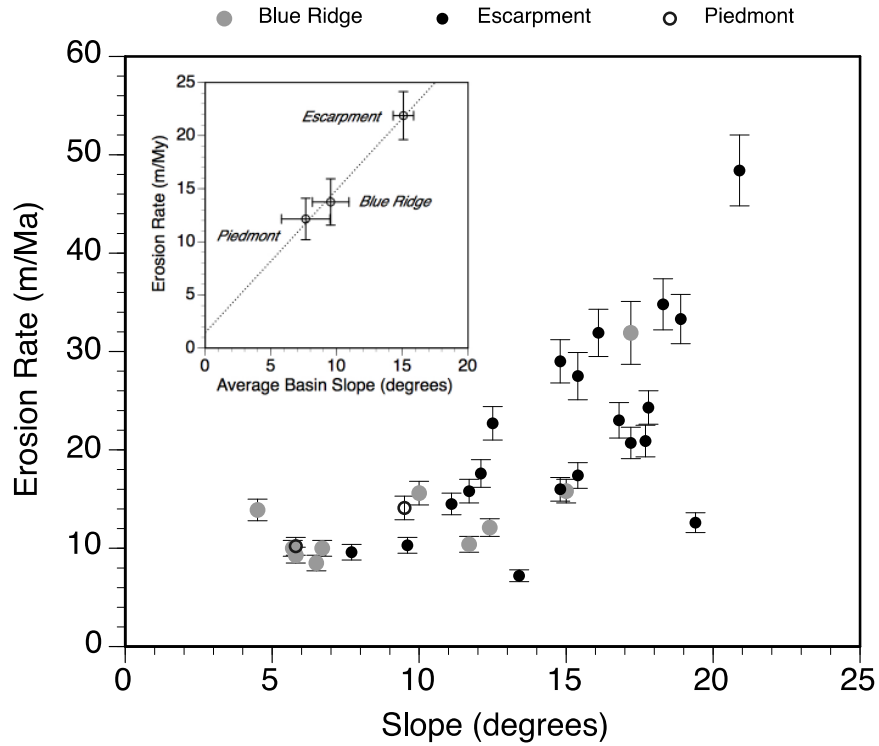 Blue Ridge Escarpment Piedmont
60
50
40
30
20
10
0
Erosion Rate (m/Ma)
0 5 10 15 20 25
Slope (degrees)
25
20
15
10
5
0
Erosion Rate (m/My)
Escarpment
Blue Ridge
Piedmont
0 5 10 15 20
Average Basin Slope (degrees)